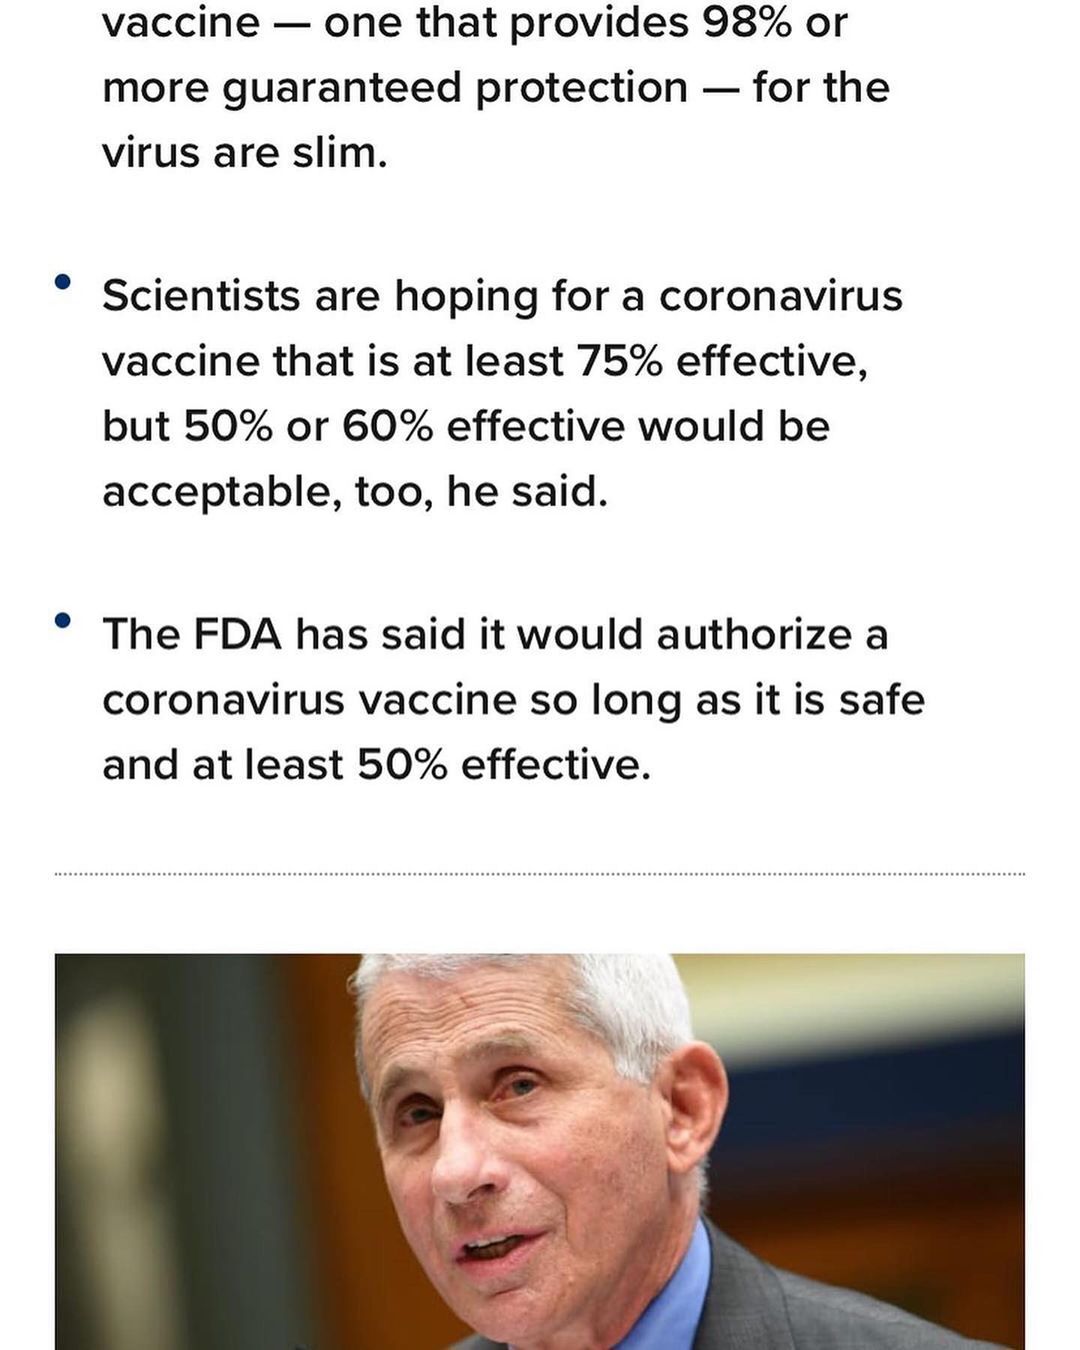 vaccine — one that provides 98% or
more guaranteed protection — for the
virus are slim.
Scientists are hoping for a coronavirus
vaccine that is at least 75% effective,
but 50% or 60% effective would be
acceptable, too, he said.
The FDA has said it would authorize a
coronavirus vaccine so long as it is safe
and at least 50% effective.